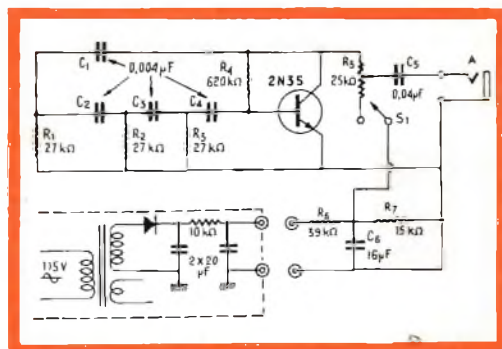 C1
0,004µF
R4
620kΩ
2N35
R5
25kΩ
C5
0,04µF
A
C2
C3
C4
S1
R1
27kΩ
R2
27kΩ
R3
27kΩ
115V
10kΩ
2 X 20
µF
R6
39kΩ
R7
15kΩ
C6
16µF